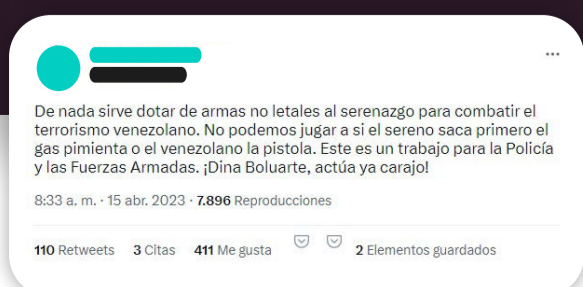 De nada sirve dotar de armas no letales al serenazgo para combatir el
terrorismo venezolano. No podemos jugar a si el sereno saca primero el
gas pimienta o el venezolano la pistola. Este es un trabajo para la Policía
y las Fuerzas Armadas. ¡Dina Boluarte, actúa ya carajo!
8:33 a. m. · 15 abr. 2023 · 7.896 Reproducciones
110 Retweets 3 Citas 411 Me gusta 2 Elementos guardados